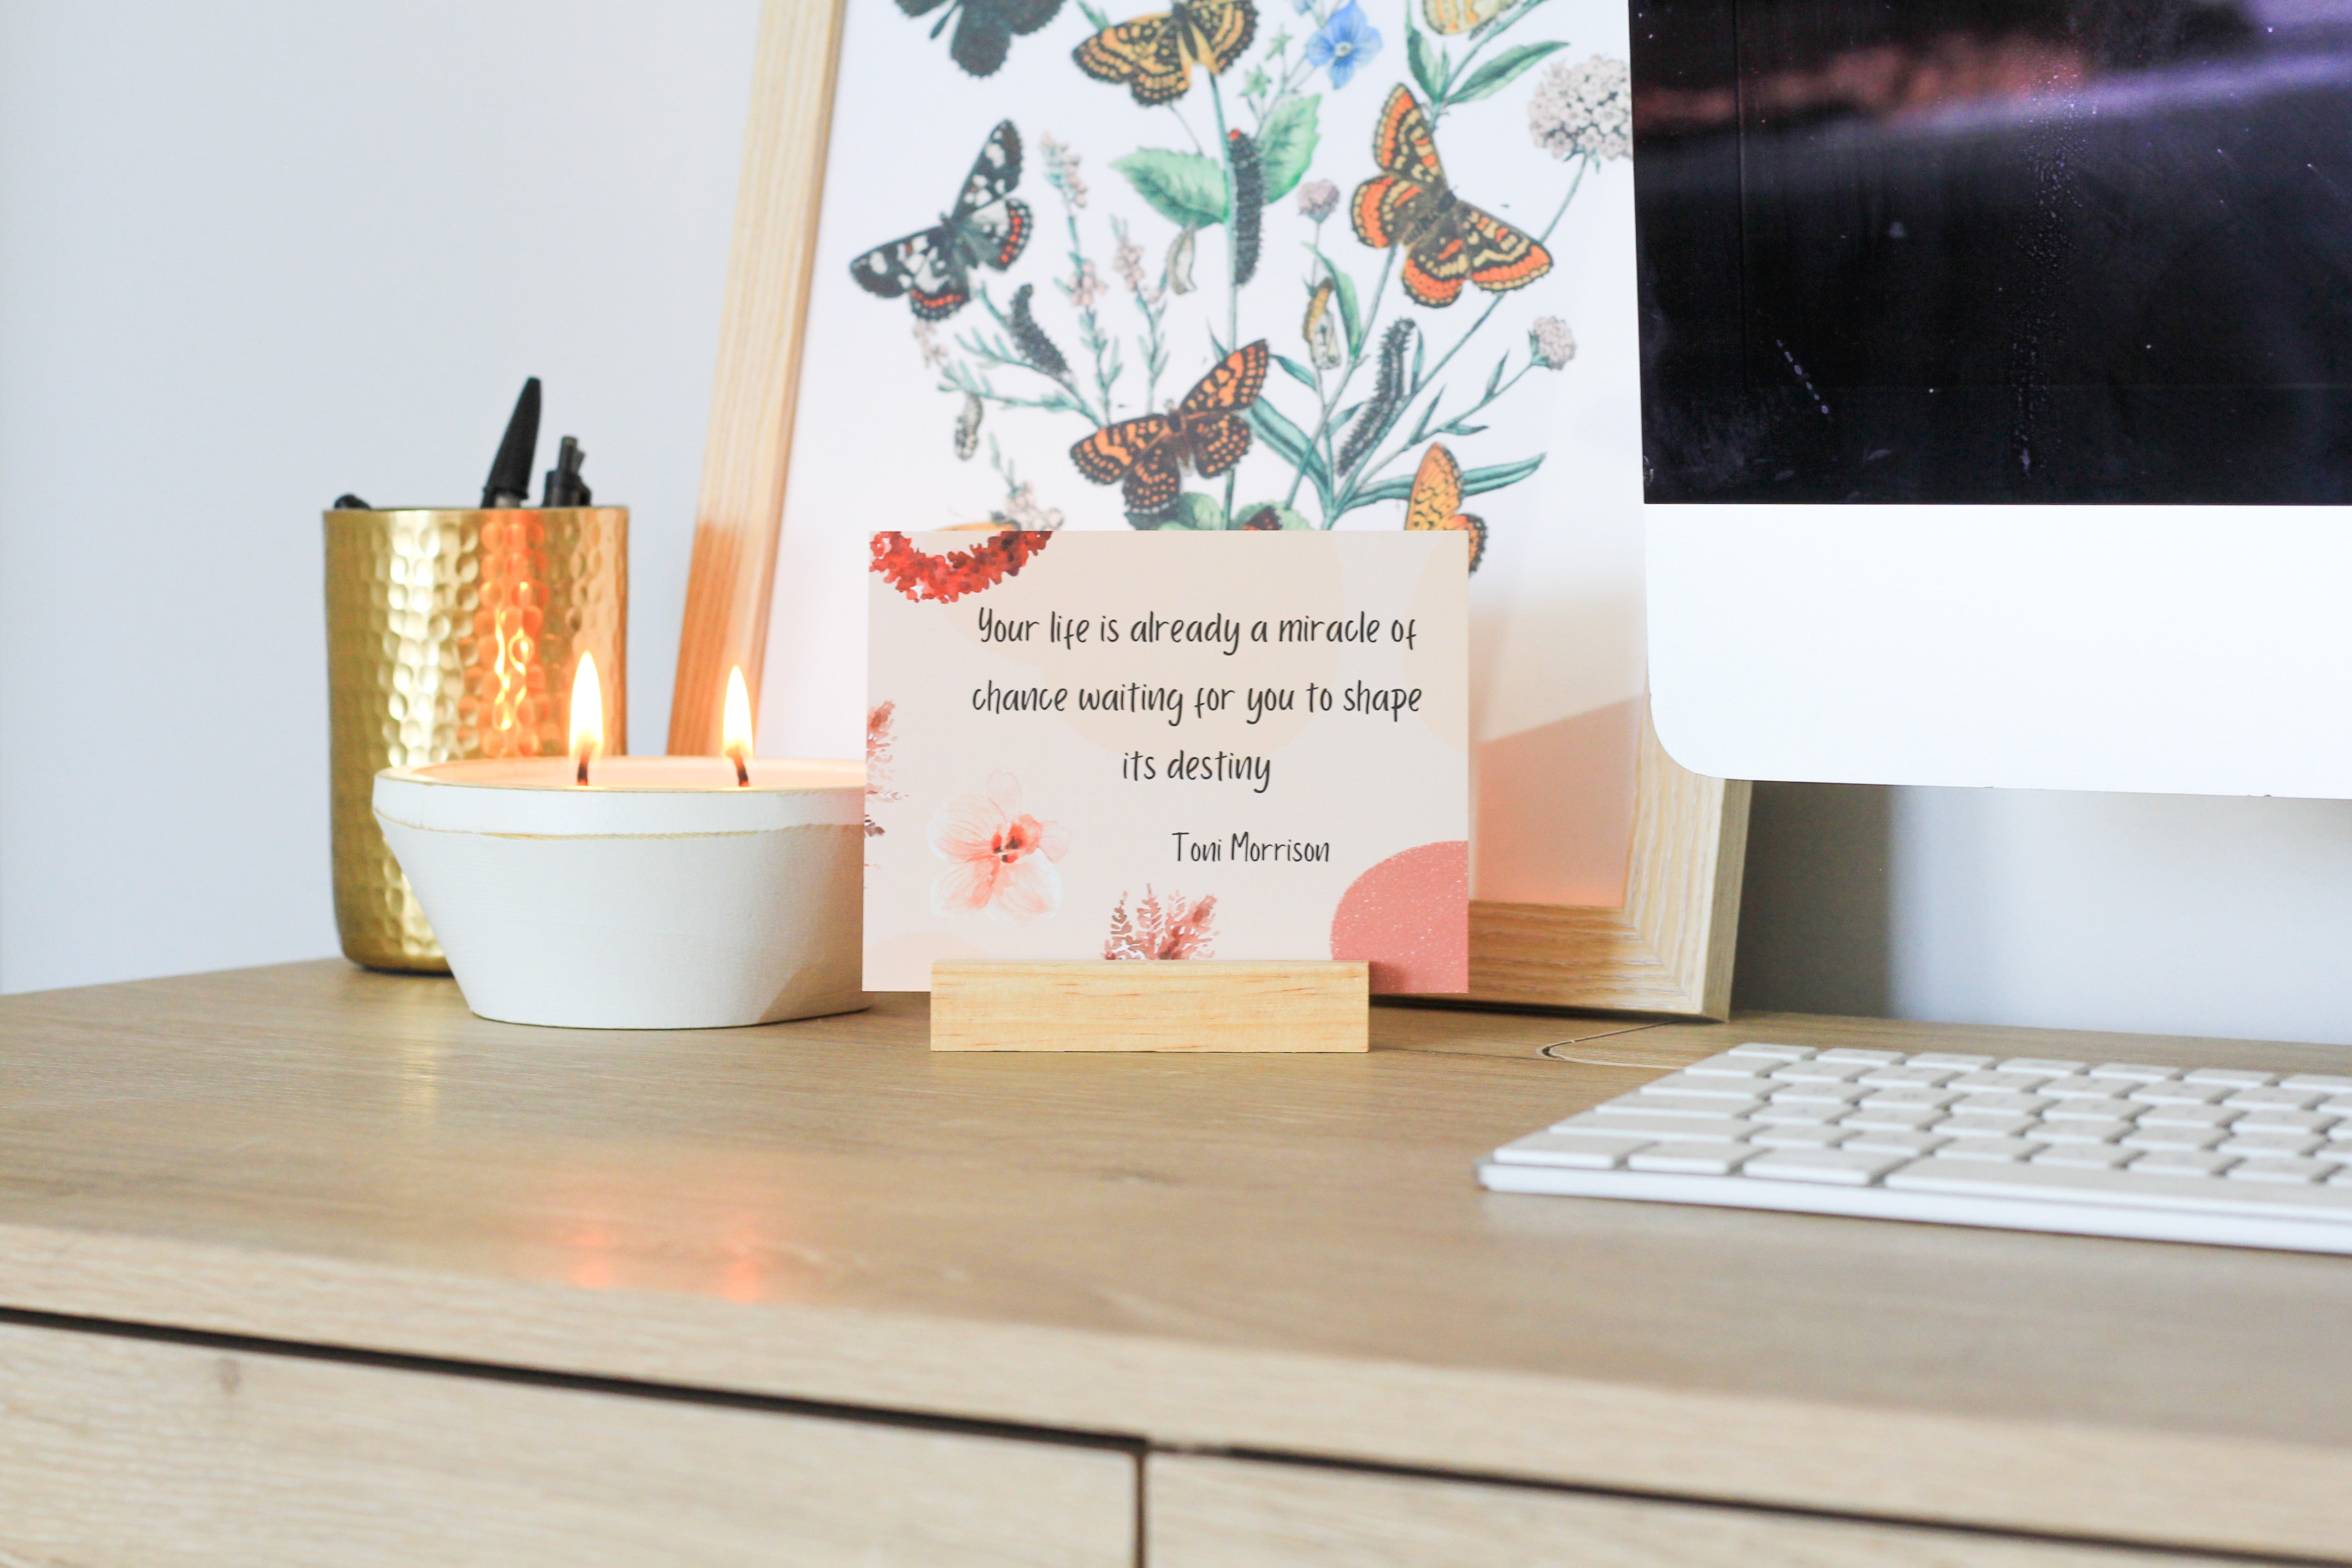 Your life is already a miracle of
chance waiting for you to shape
its destiny
Toni Morrison